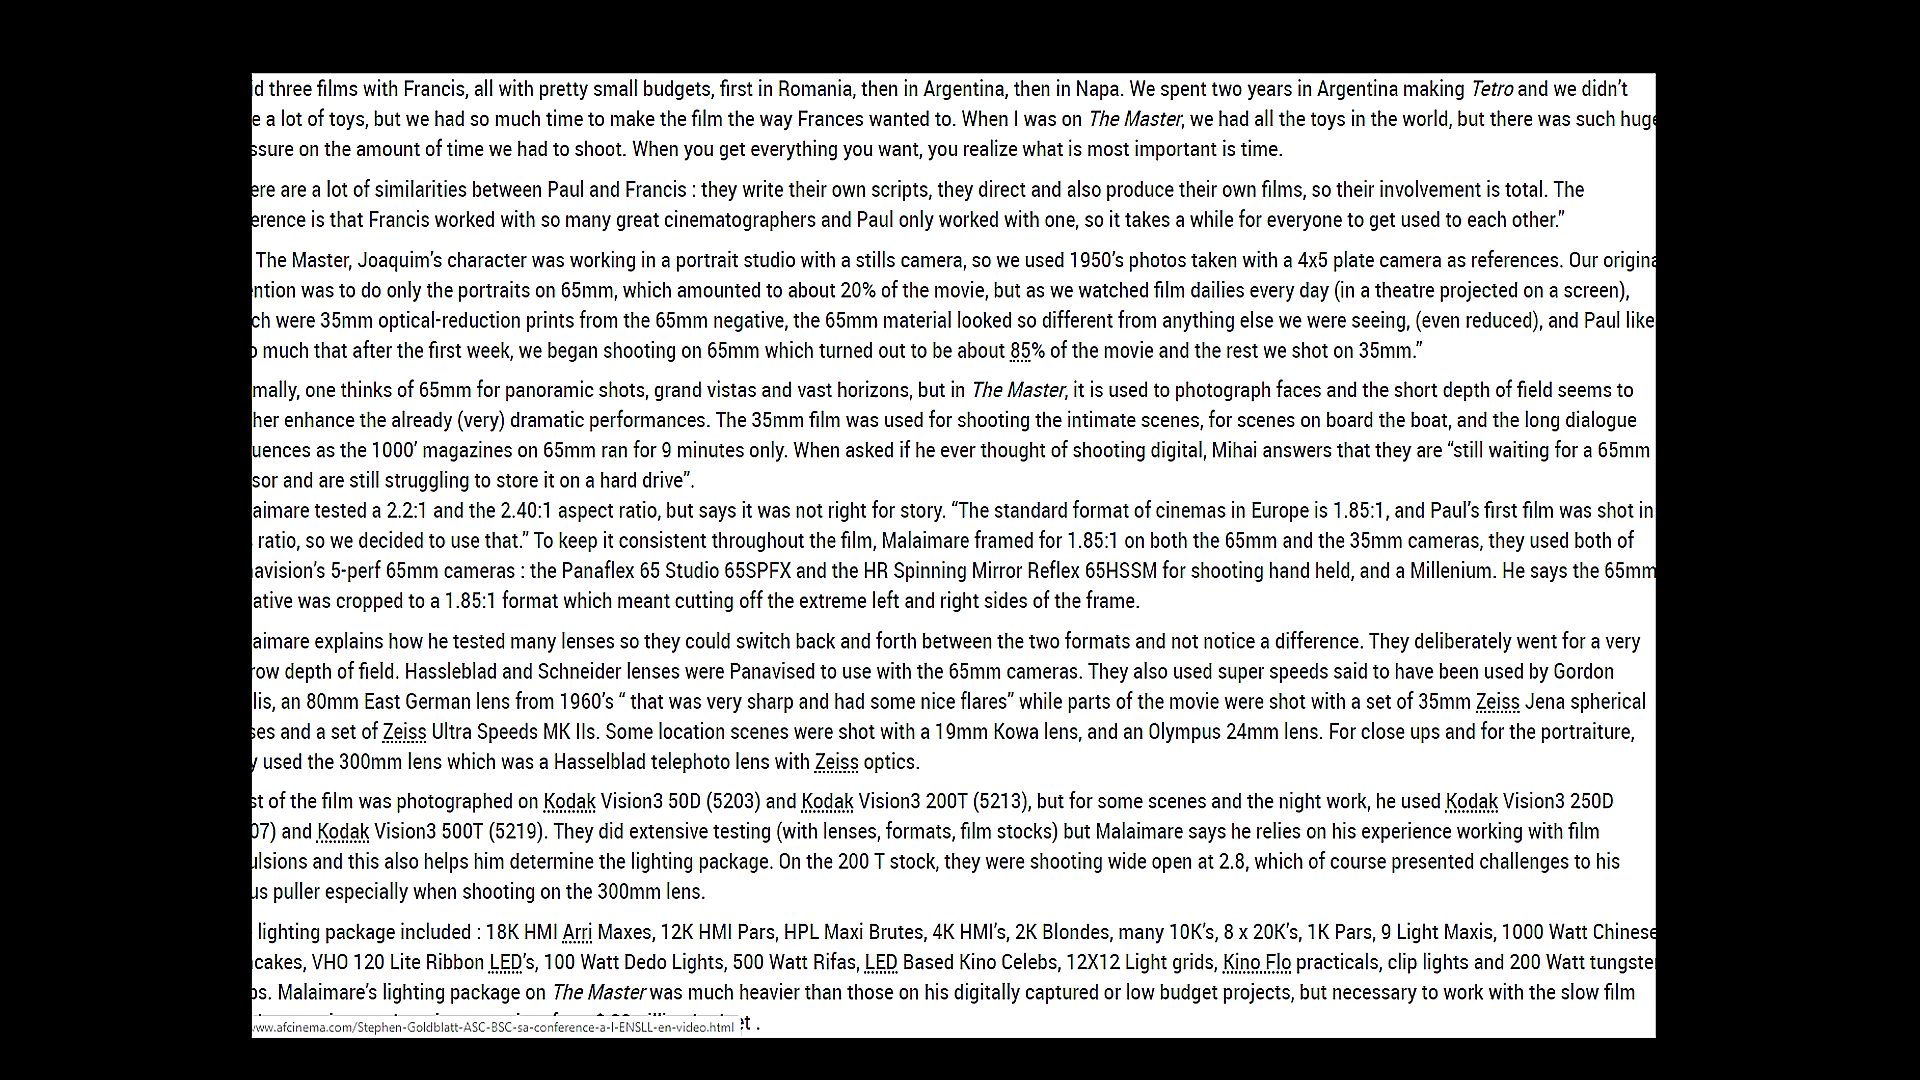 id three films with Francis, all with pretty small budgets, first in Romania, then in Argentina, then in Napa. We spent two years in Argentina making Tetro and we didn’t
e a lot of toys, but we had so much time to make the film the way Frances wanted to. When I was on The Master, we had all the toys in the world, but there was such huge
ssure on the amount of time we had to shoot. When you get everything you want, you realize what is most important is time.
ere are a lot of similarities between Paul and Francis : they write their own scripts, they direct and also produce their own films, so their involvement is total. The
erence is that Francis worked with so many great cinematographers and Paul only worked with one, so it takes a while for everyone to get used to each other.”
The Master, Joaquim’s character was working in a portrait studio with a stills camera, so we used 1950’s photos taken with a 4x5 plate camera as references. Our origina
ntion was to do only the portraits on 65mm, which amounted to about 20% of the movie, but as we watched film dailies every day (in a theatre projected on a screen),
ch were 35mm optical-reduction prints from the 65mm negative, the 65mm material looked so different from anything else we were seeing, (even reduced), and Paul like
o much that after the first week, we began shooting on 65mm which turned out to be about 85% of the movie and the rest we shot on 35mm.”
mally, one thinks of 65mm for panoramic shots, grand vistas and vast horizons, but in The Master, it is used to photograph faces and the short depth of field seems to
her enhance the already (very) dramatic performances. The 35mm film was used for shooting the intimate scenes, for scenes on board the boat, and the long dialogue
uences as the 1000’ magazines on 65mm ran for 9 minutes only. When asked if he ever thought of shooting digital, Mihai answers that they are “still waiting for a 65mm
sor and are still struggling to store it on a hard drive”.
aimare tested a 2.2:1 and the 2.40:1 aspect ratio, but says it was not right for story. “The standard format of cinemas in Europe is 1.85:1, and Paul’s first film was shot in
ratio, so we decided to use that.” To keep it consistent throughout the film, Malaimare framed for 1.85:1 on both the 65mm and the 35mm cameras, they used both of
avision’s 5-perf 65mm cameras : the Panaflex 65 Studio 65SPFX and the HR Spinning Mirror Reflex 65HSSM for shooting hand held, and a Millenium. He says the 65mm
ative was cropped to a 1.85:1 format which meant cutting off the extreme left and right sides of the frame.
aimare explains how he tested many lenses so they could switch back and forth between the two formats and not notice a difference. They deliberately went for a very
row depth of field. Hassleblad and Schneider lenses were Panavised to use with the 65mm cameras. They also used super speeds said to have been used by Gordon
lis, an 80mm East German lens from 1960’s “ that was very sharp and had some nice flares” while parts of the movie were shot with a set of 35mm Zeiss Jena spherical
ses and a set of Zeiss Ultra Speeds MK IIs. Some location scenes were shot with a 19mm Kowa lens, and an Olympus 24mm lens. For close ups and for the portraiture,
y used the 300mm lens which was a Hasselblad telephoto lens with Zeiss optics.
st of the film was photographed on Kodak Vision3 50D (5203) and Kodak Vision3 200T (5213), but for some scenes and the night work, he used Kodak Vision3 250D
07) and Kodak Vision3 500T (5219). They did extensive testing (with lenses, formats, film stocks) but Malaimare says he relies on his experience working with film
ulsions and this also helps him determine the lighting package. On the 200 T stock, they were shooting wide open at 2.8, which of course presented challenges to his
us puller especially when shooting on the 300mm lens.
lighting package included : 18K HMI Arri Maxes, 12K HMI Pars, HPL Maxi Brutes, 4K HMI’s, 2K Blondes, many 10K’s, 8 x 20K’s, 1K Pars, 9 Light Maxis, 1000 Watt Chinese
cakes, VHO 120 Lite Ribbon LED’s, 100 Watt Dedo Lights, 500 Watt Rifas, LED Based Kino Celebs, 12X12 Light grids, Kino Flo practicals, clip lights and 200 Watt tungste
bs. Malaimare’s lighting package on The Master was much heavier than those on his digitally captured or low budget projects, but necessary to work with the slow film
et .
www.afcinema.com/Stephen-Goldblatt-ASC-BSC-sa-conference-a-l-ENSLL-en-video.html